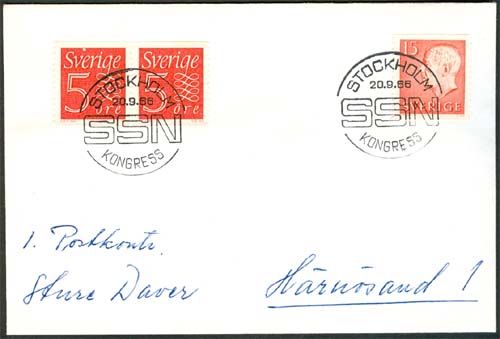 Sverige Sverige
5 öre 5 öre
STOCKHOLM
20.9.66
SSN
KONGRESS
15
SVERIGE
STOCKHOLM
20.9.66
SSN
KONGRESS
1. Postkontr.
Sture Daver
Härnösand 1